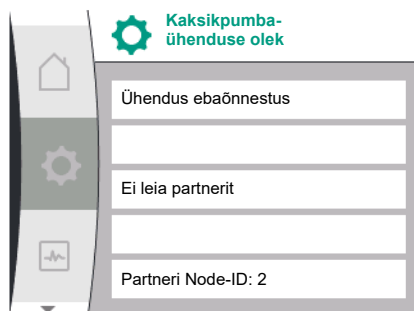 Kaksikpumba-
ühenduse olek
Ühendus ebaõnnestus
Ei leia partnerit
Partneri Node-ID: 2